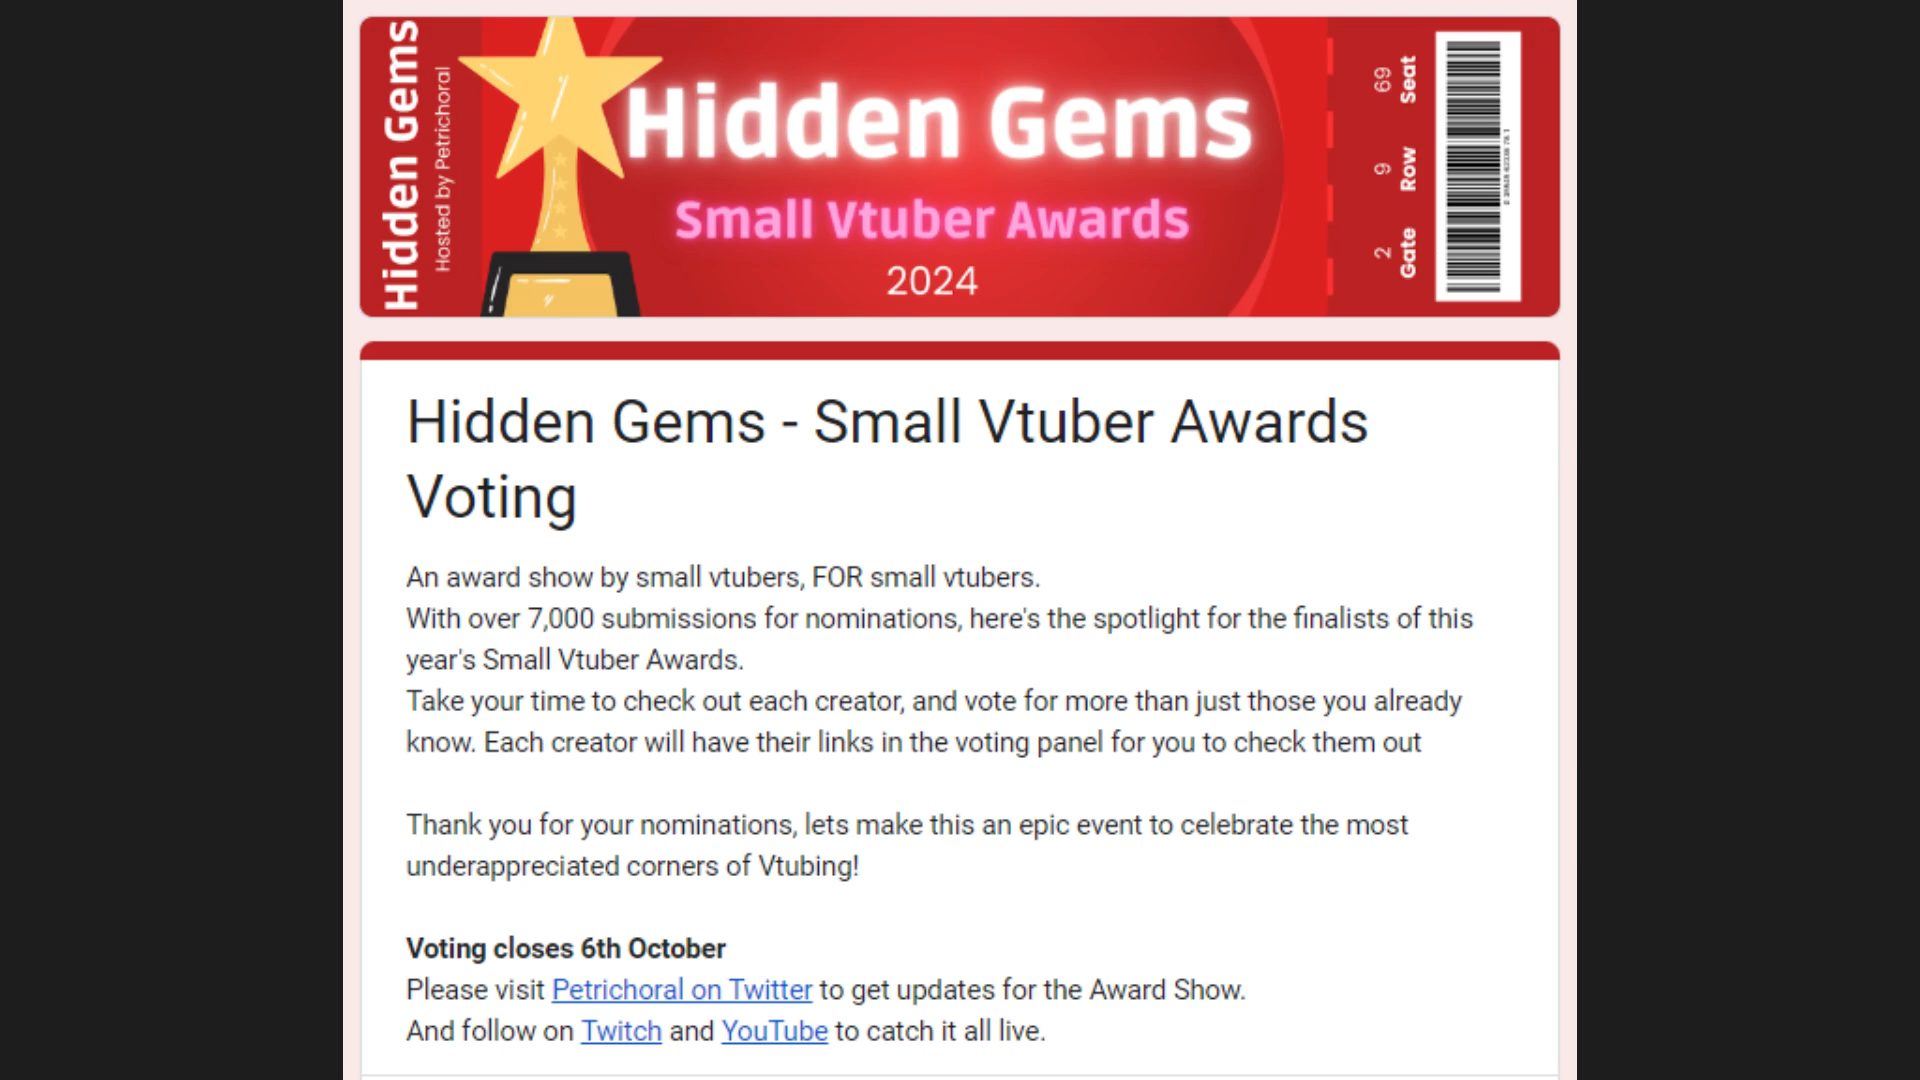 Hidden Gems
Hosted by Petrichoral
Hidden Gems
Small Vtuber Awards
2024
69 Seat
9 Row
2 Gate
Hidden Gems - Small Vtuber Awards
Voting
An award show by small vtubers, FOR small vtubers.
With over 7,000 submissions for nominations, here's the spotlight for the finalists of this
year's Small Vtuber Awards.
Take your time to check out each creator, and vote for more than just those you already
know. Each creator will have their links in the voting panel for you to check them out
Thank you for your nominations, lets make this an epic event to celebrate the most
underappreciated corners of Vtubing!
Voting closes 6th October
Please visit Petrichoral on Twitter to get updates for the Award Show.
And follow on Twitch and YouTube to catch it all live.